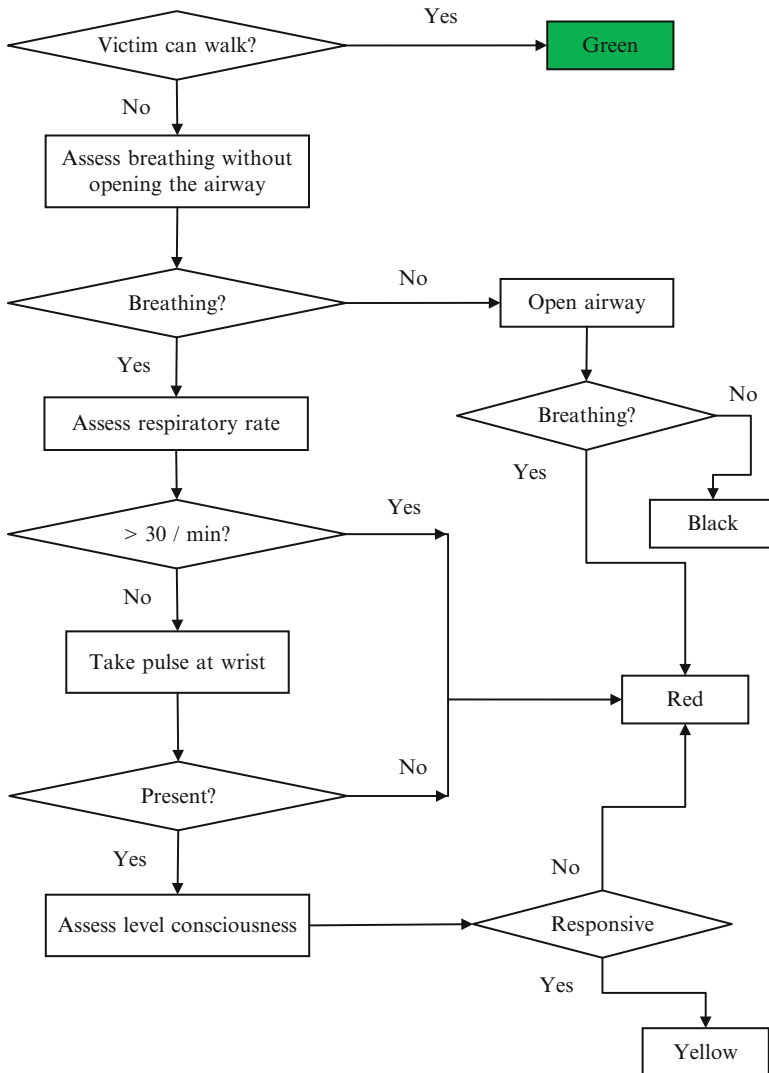 Victim can walk?
Yes
Green
No
Assess breathing without
opening the airway
Breathing?
No
Open airway
Yes
Assess respiratory rate
Breathing?
No
Yes
Black
> 30 / min?
Yes
No
Take pulse at wrist
Red
Present?
No
Yes
Assess level consciousness
Responsive
No
Yes
Yellow